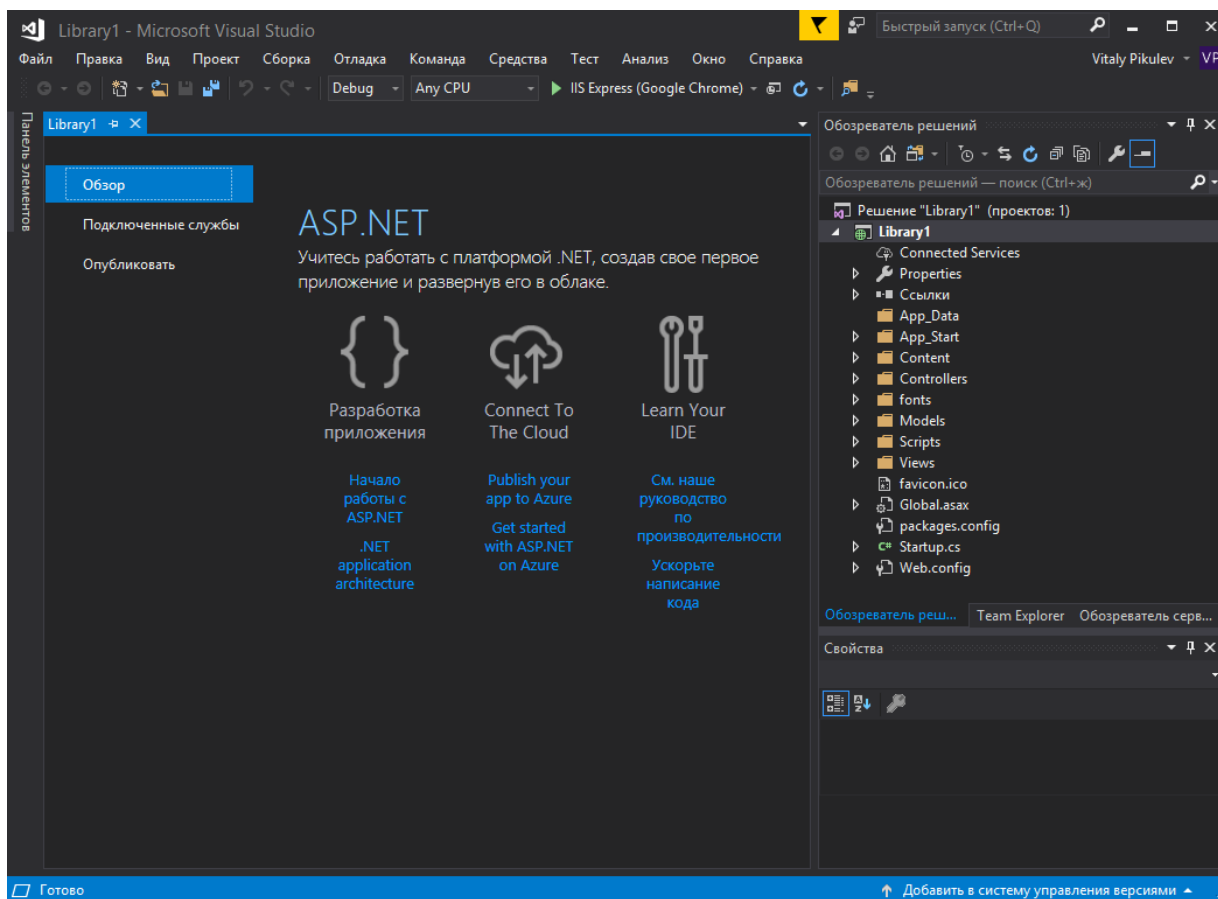 Library1 - Microsoft Visual Studio
Быстрый запуск (Ctrl+Q)
Файл Правка Вид Проект Сборка Отладка Команда Средства Тест Анализ Окно Справка
Vitaly Pikulev VP
Debug Any CPU IIS Express (Google Chrome)
Панель элементов
Library1
Обзор
Подключенные службы
Опубликовать
ASP.NET
Учитесь работать с платформой .NET, создав свое первое
приложение и развернув его в облаке.
Разработка
приложения
Начало
работы с
ASP.NET
.NET
application
architecture
Connect To
The Cloud
Publish your
app to Azure
Get started
with ASP.NET
on Azure
Learn Your
IDE
См. наше
руководство
по
производительности
Ускорьте
написание
кода
Обозреватель решений
Обозреватель решений — поиск (Ctrl+ж)
Решение "Library1" (проектов: 1)
Library1
Connected Services
Properties
Ссылки
App_Data
App_Start
Content
Controllers
fonts
Models
Scripts
Views
favicon.ico
Global.asax
packages.config
C# Startup.cs
Web.config
Обозреватель реш... Team Explorer Обозреватель серв...
Свойства
Готово
Добавить в систему управления версиями